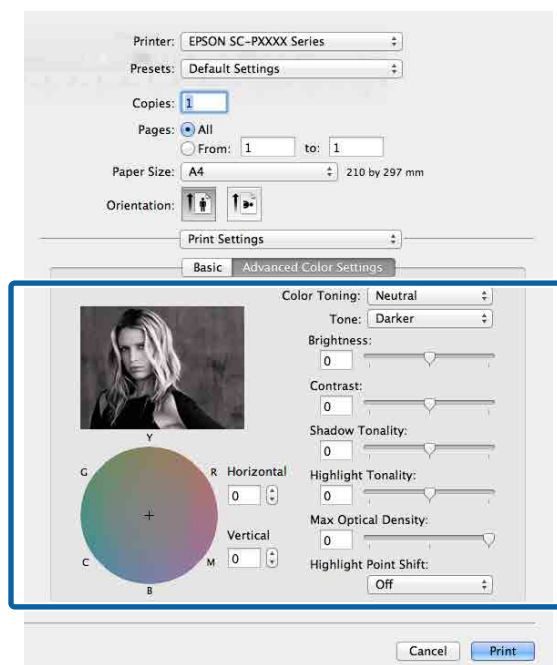 Printer: EPSON SC-PXXXX Series
Presets: Default Settings
Copies: 1
Pages: All
From: 1 to: 1
Paper Size: A4 210 by 297 mm
Orientation:
Print Settings
Basic Advanced Color Settings
Color Toning: Neutral
Tone: Darker
Brightness:
0
Contrast:
0
Shadow Tonality:
0
Highlight Tonality:
0
Max Optical Density:
0
Highlight Point Shift:
Off
Y
G R
C M
B
Horizontal
0
Vertical
0
Cancel Print